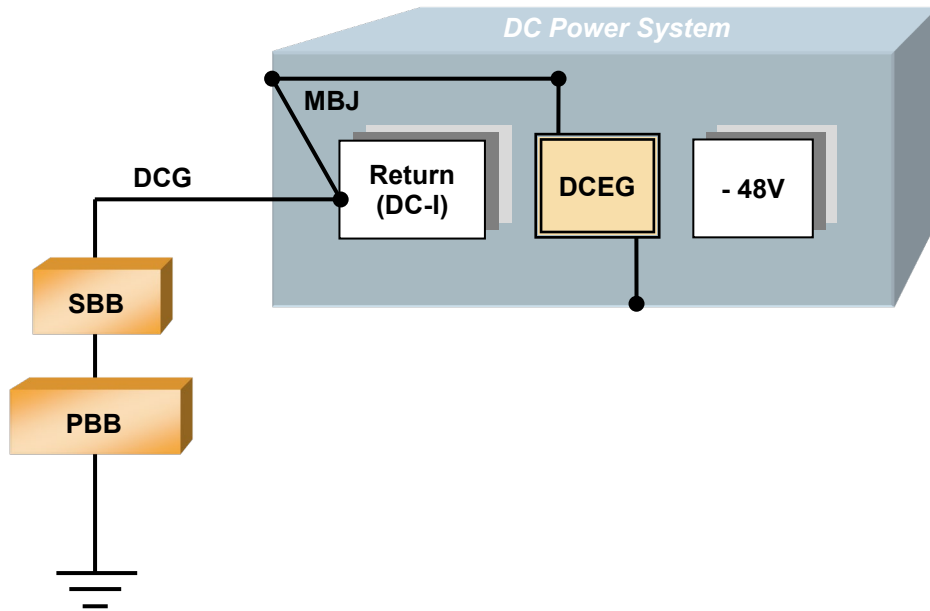 DC Power System
MBJ
DCG
Return
(DC-I)
DCEG
- 48V
SBB
PBB